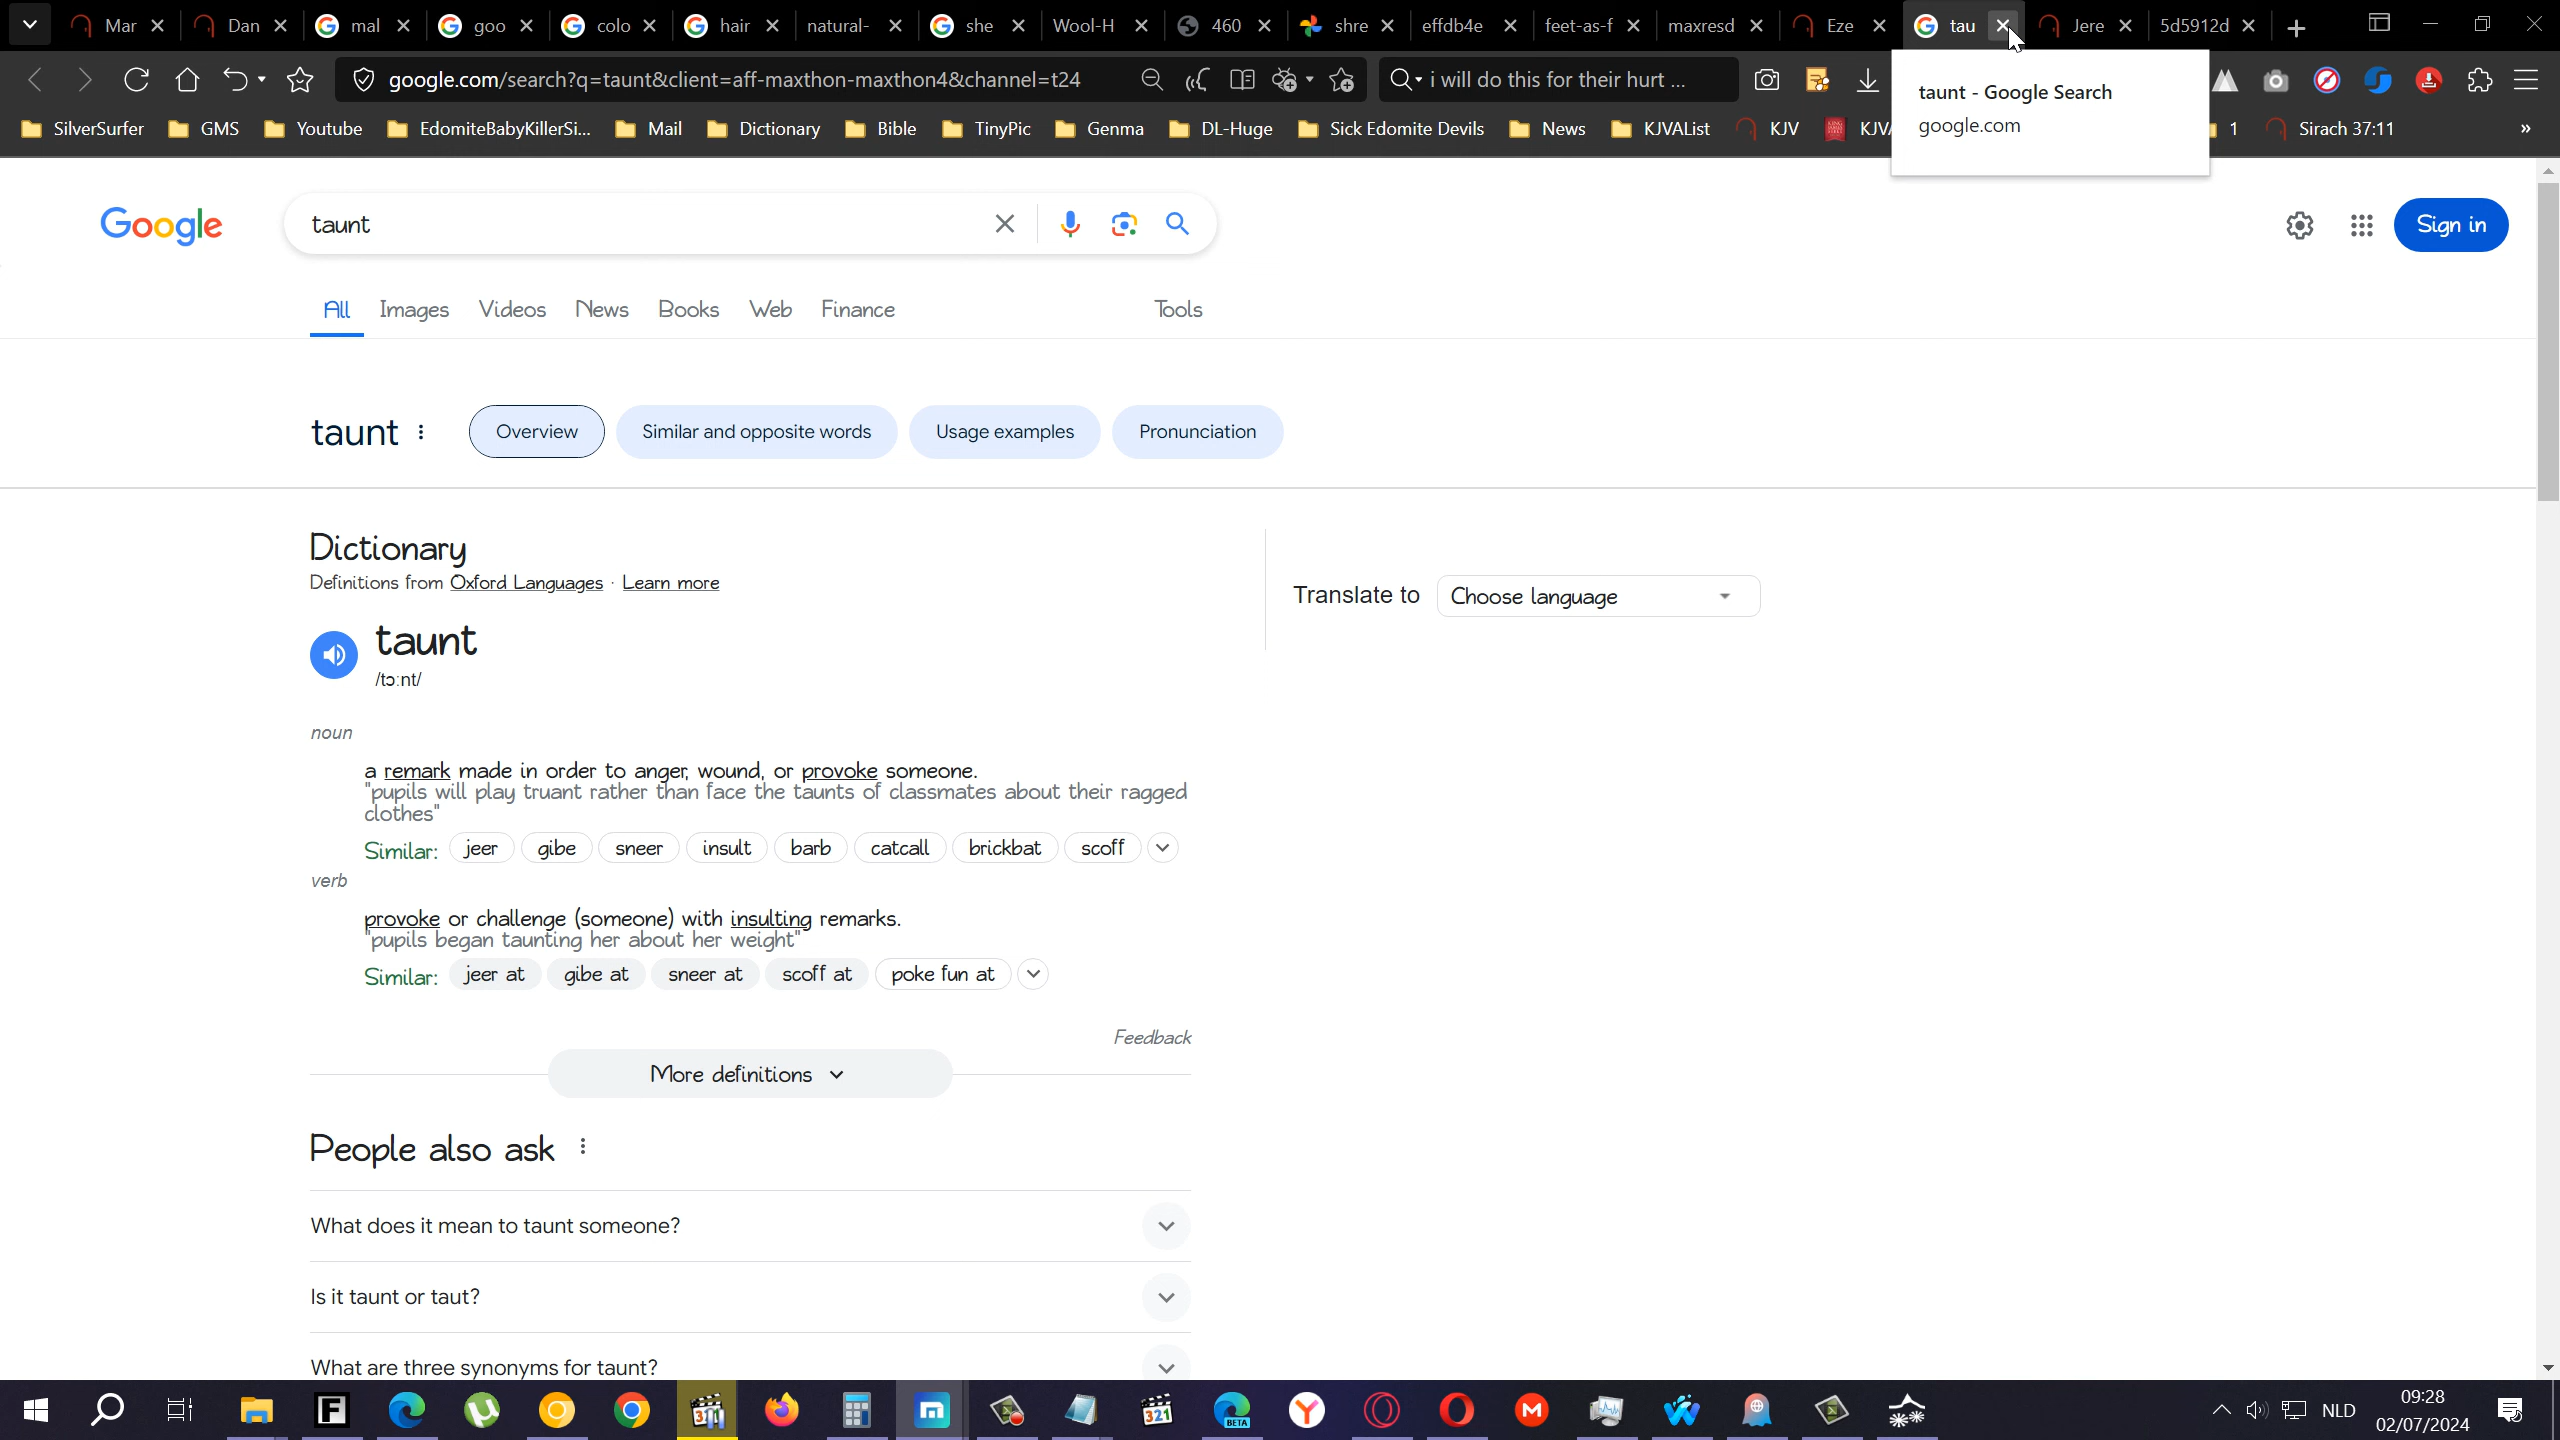 Mar Dan mal goo colo hair natural- she Wool-H 460 shre effdb4e feet-as-f maxresd Eze tau Jere 5d5912d
google.com/search?q=taunt&client=aff-maxthon-maxthon4&channel=t24 i will do this for their hurt ...
taunt - Google Search
google.com
SilverSurfer GMS Youtube EdomiteBabyKillerSi... Mail Dictionary Bible TinyPic Genma DL-Huge Sick Edomite Devils News KJVAList KJV KJVA 1 Sirach 37:11 »
Google taunt Sign in
All Images Videos News Books Web Finance Tools
taunt Overview Similar and opposite words Usage examples Pronunciation
Dictionary
Definitions from Oxford Languages · Learn more
Translate to Choose language
taunt
/tɔːnt/
noun
a remark made in order to anger, wound, or provoke someone.
"pupils will play truant rather than face the taunts of classmates about their ragged
clothes"
Similar: jeer gibe sneer insult barb catcall brickbat scoff
verb
provoke or challenge (someone) with insulting remarks.
"pupils began taunting her about her weight"
Similar: jeer at gibe at sneer at scoff at poke fun at
Feedback
More definitions
People also ask
What does it mean to taunt someone?
Is it taunt or taut?
What are three synonyms for taunt?
321 BETA NLD 09:28
02/07/2024